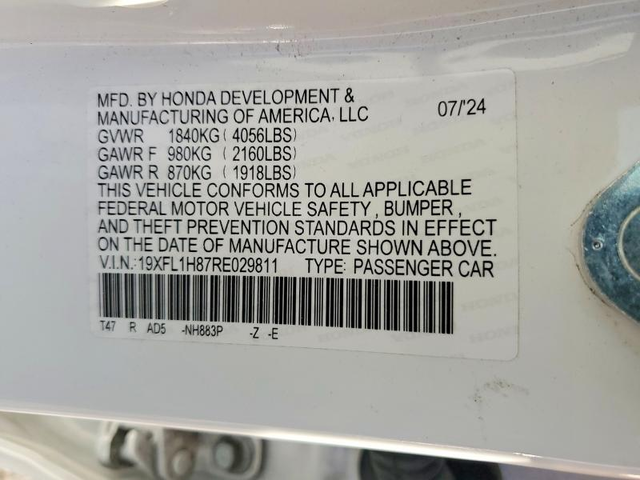 MFD. BY HONDA DEVELOPMENT &
MANUFACTURING OF AMERICA, LLC 07/'24
GVWR 1840KG (4056LBS)
GAWR F 980KG (2160LBS)
GAWR R 870KG (1918LBS)
THIS VEHICLE CONFORMS TO ALL APPLICABLE
FEDERAL MOTOR VEHICLE SAFETY, BUMPER,
AND THEFT PREVENTION STANDARDS IN EFFECT
ON THE DATE OF MANUFACTURE SHOWN ABOVE.
V.I.N.:19XFL1H87RE029811 TYPE: PASSENGER CAR
T47 R AD5 -NH883P -Z -E